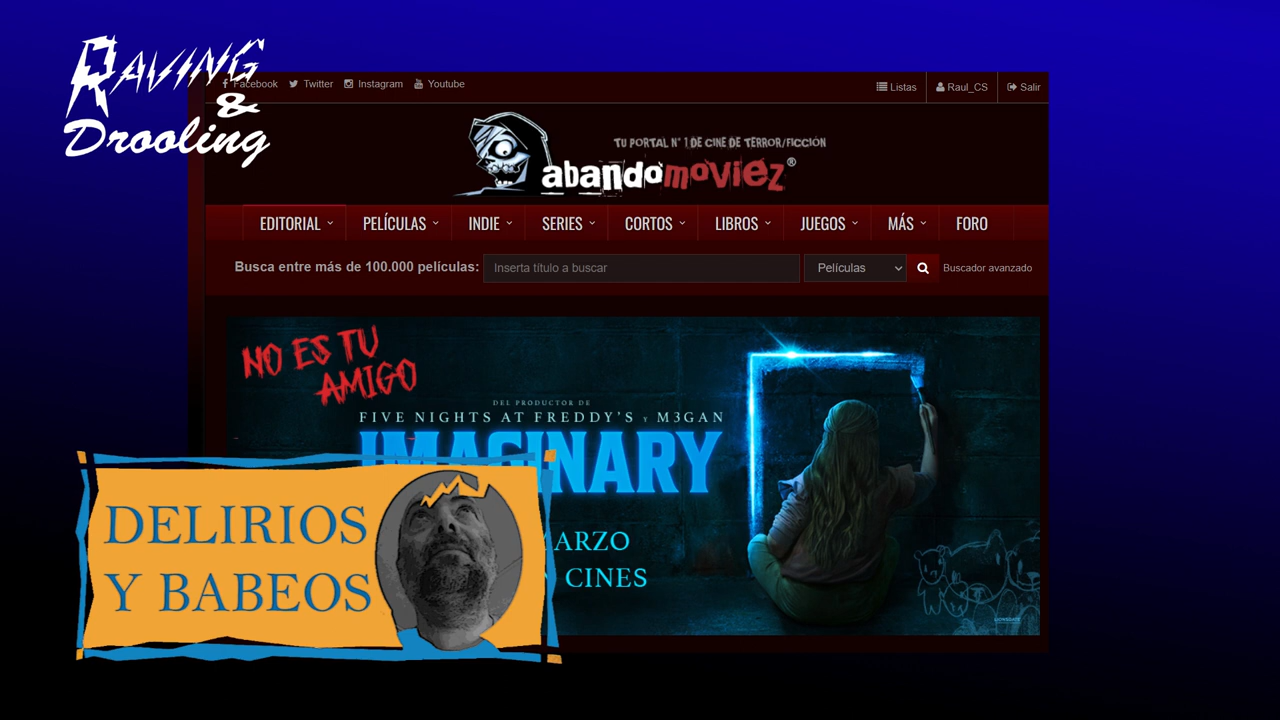 RAVING
&
Drooling
Facebook Twitter Instagram Youtube
Listas Raul_CS Salir
TU PORTAL Nº 1 DE CINE DE TERROR/FICCIÓN
abandomoviez®
EDITORIAL PELÍCULAS INDIE SERIES CORTOS LIBROS JUEGOS MÁS FORO
Busca entre más de 100.000 películas: Inserta título a buscar Películas Buscador avanzado
NO ES TU
AMIGO
DEL PRODUCTOR DE
FIVE NIGHTS AT FREDDY'S Y M3GAN
IMAGINARY
ARZO
CINES
LIONSGATE
DELIRIOS
Y BABEOS